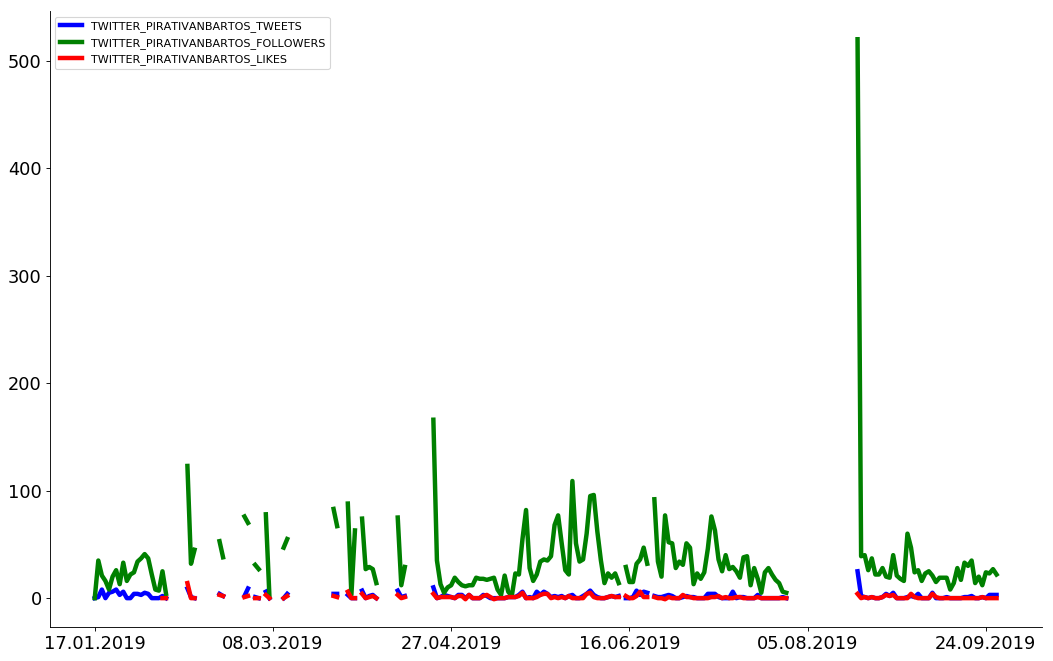 TWITTER_PIRATIVANBARTOS_TWEETS
TWITTER_PIRATIVANBARTOS_FOLLOWERS
TWITTER_PIRATIVANBARTOS_LIKES
500
400
300
200
100
0
17.01.2019 08.03.2019 27.04.2019 16.06.2019 05.08.2019 24.09.2019